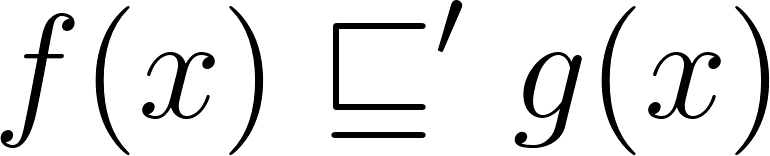 f(x) ⊑′ g(x)